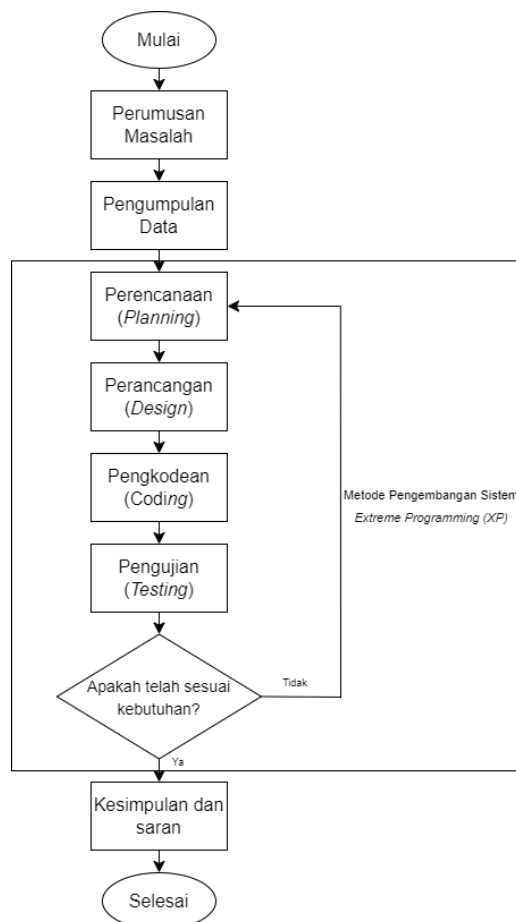 Mulai
Perumusan
Masalah
Pengumpulan
Data
Perencanaan
(Planning)
Perancangan
(Design)
Pengkodean
(Coding)
Metode Pengembangan Sistem
Extreme Programming (XP)
Pengujian
(Testing)
Apakah telah sesuai
kebutuhan?
Tidak
Ya
Kesimpulan dan
saran
Selesai